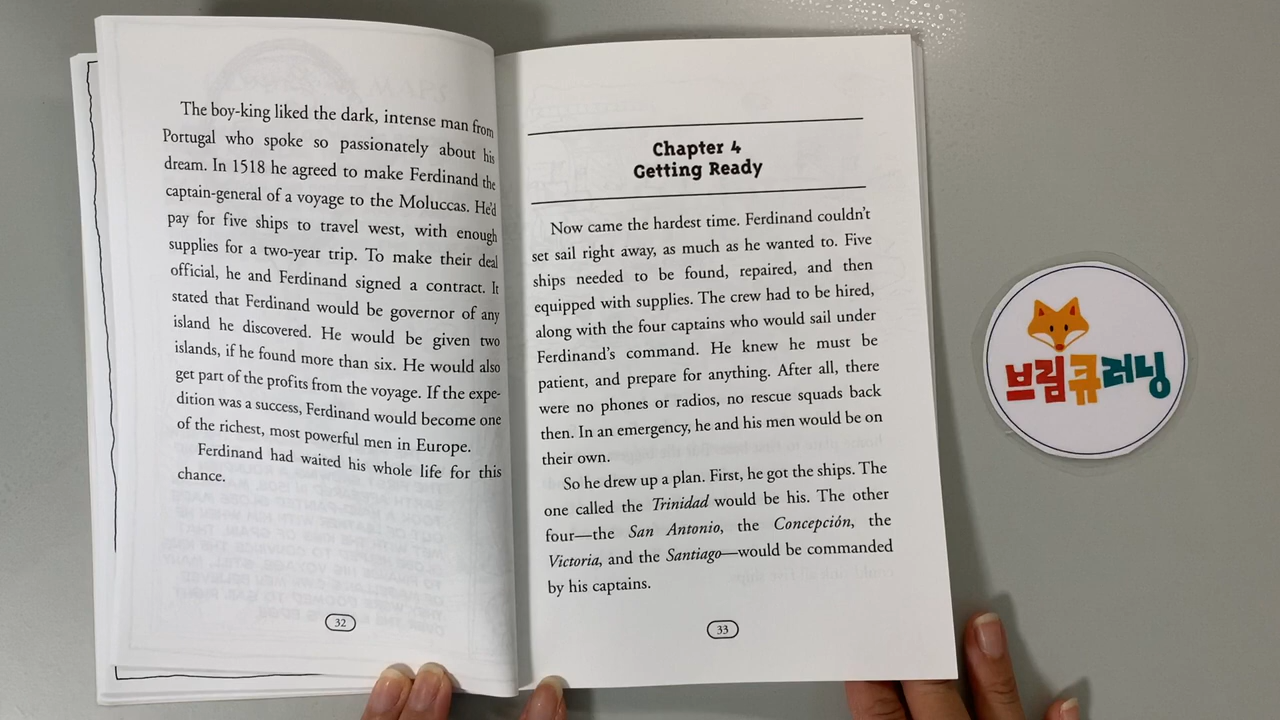 The boy-king liked the dark, intense man from
Portugal who spoke so passionately about his
dream. In 1518 he agreed to make Ferdinand the
captain-general of a voyage to the Moluccas. He'd
pay for five ships to travel west, with enough
supplies for a two-year trip. To make their deal
official, he and Ferdinand signed a contract. It
stated that Ferdinand would be governor of any
island he discovered. He would be given two
islands, if he found more than six. He would also
get part of the profits from the voyage. If the expe-
dition was a success, Ferdinand would become one
of the richest, most powerful men in Europe.
Ferdinand had waited his whole life for this
chance.
32
Chapter 4
Getting Ready
Now came the hardest time. Ferdinand couldn't
set sail right away, as much as he wanted to. Five
ships needed to be found, repaired, and then
equipped with supplies. The crew had to be hired,
along with the four captains who would sail under
Ferdinand's command. He knew he must be
patient, and prepare for anything. After all, there
were no phones or radios, no rescue squads back
then. In an emergency, he and his men would be on
their own.
So he drew up a plan. First, he got the ships. The
one called the Trinidad would be his. The other
four—the San Antonio, the Concepción, the
Victoria, and the Santiago—would be commanded
by his captains.
33
브림큐러닝